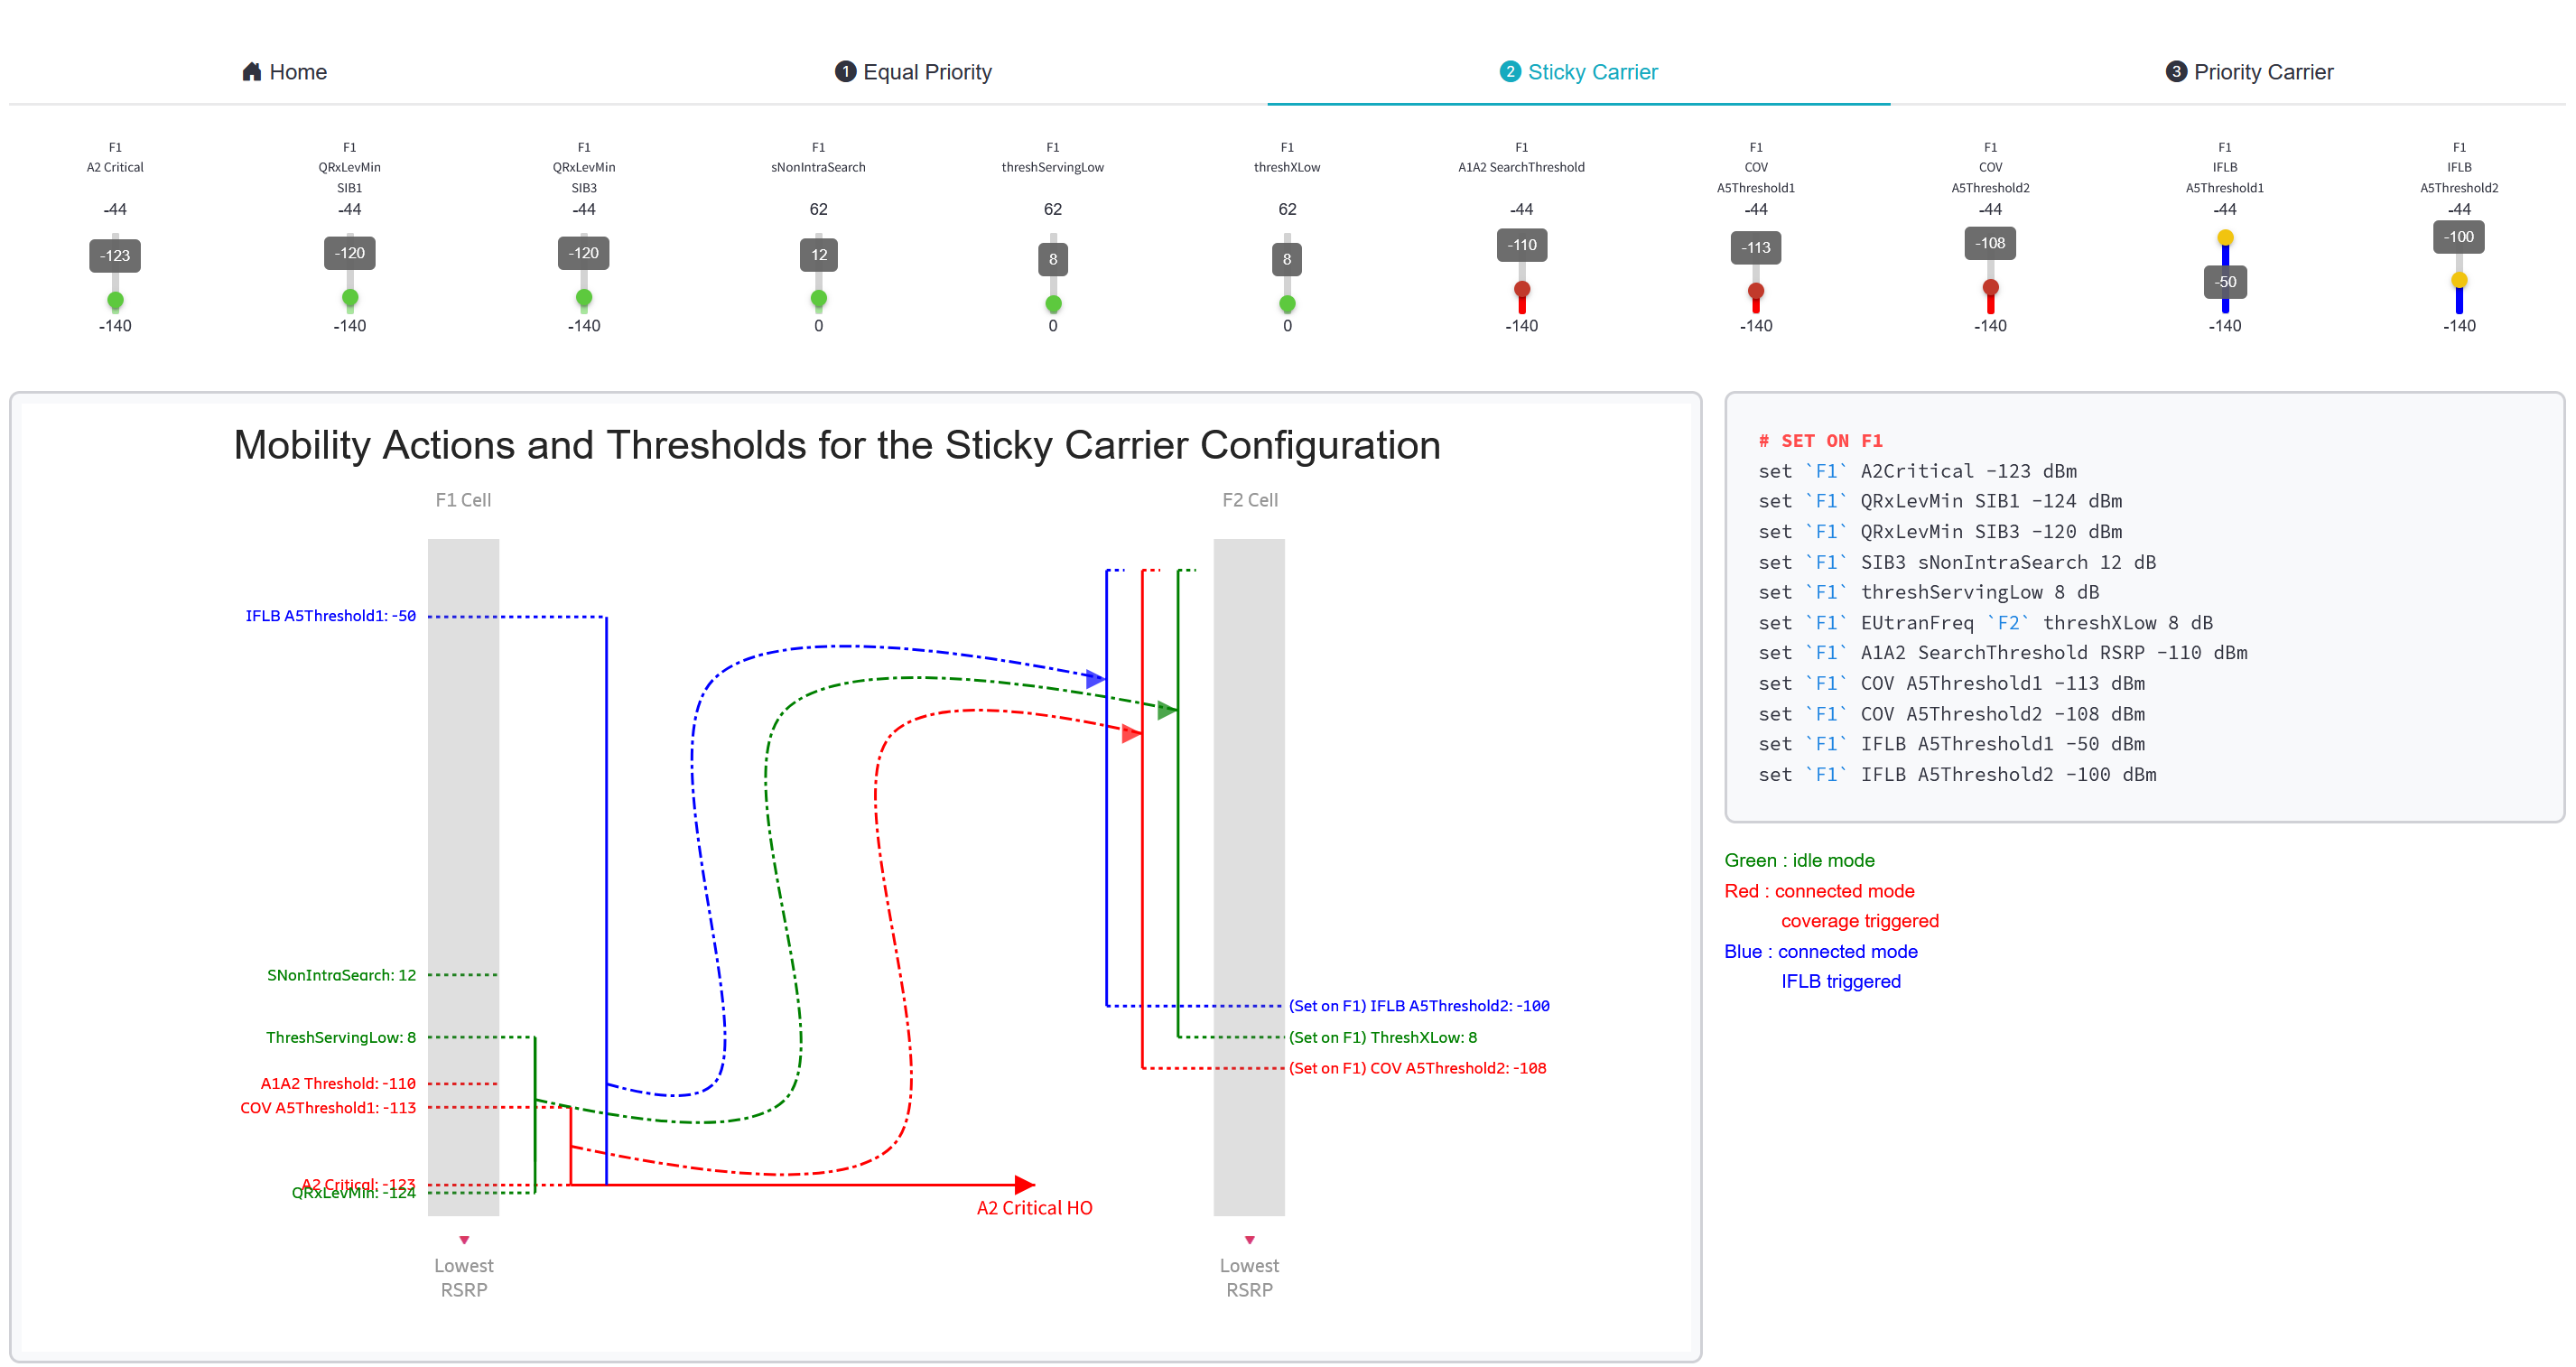 Home
1 Equal Priority
2 Sticky Carrier
3 Priority Carrier
F1
A2 Critical
-44
-123
-140
F1
QRxLevMin
SIB1
-44
-120
-140
F1
QRxLevMin
SIB3
-44
-120
-140
F1
sNonIntraSearch
62
12
0
F1
threshServingLow
62
8
0
F1
threshXLow
62
8
0
F1
A1A2 SearchThreshold
-44
-110
-140
F1
COV
A5Threshold1
-44
-113
-140
F1
COV
A5Threshold2
-44
-108
-140
F1
IFLB
A5Threshold1
-44
-50
-140
F1
IFLB
A5Threshold2
-44
-100
-140
Mobility Actions and Thresholds for the Sticky Carrier Configuration
F1 Cell
F2 Cell
IFLB A5Threshold1: -50
SNonIntraSearch: 12
ThreshServingLow: 8
A1A2 Threshold: -110
COV A5Threshold1: -113
A2 Critical: -123
QRxLevMin: -124
(Set on F1) IFLB A5Threshold2: -100
(Set on F1) ThreshXLow: 8
(Set on F1) COV A5Threshold2: -108
A2 Critical HO
Lowest
RSRP
Lowest
RSRP
# SET ON F1
set `F1` A2Critical -123 dBm
set `F1` QRxLevMin SIB1 -124 dBm
set `F1` QRxLevMin SIB3 -120 dBm
set `F1` SIB3 sNonIntraSearch 12 dB
set `F1` threshServingLow 8 dB
set `F1` EUtranFreq `F2` threshXLow 8 dB
set `F1` A1A2 SearchThreshold RSRP -110 dBm
set `F1` COV A5Threshold1 -113 dBm
set `F1` COV A5Threshold2 -108 dBm
set `F1` IFLB A5Threshold1 -50 dBm
set `F1` IFLB A5Threshold2 -100 dBm
Green : idle mode
Red : connected mode
coverage triggered
Blue : connected mode
IFLB triggered